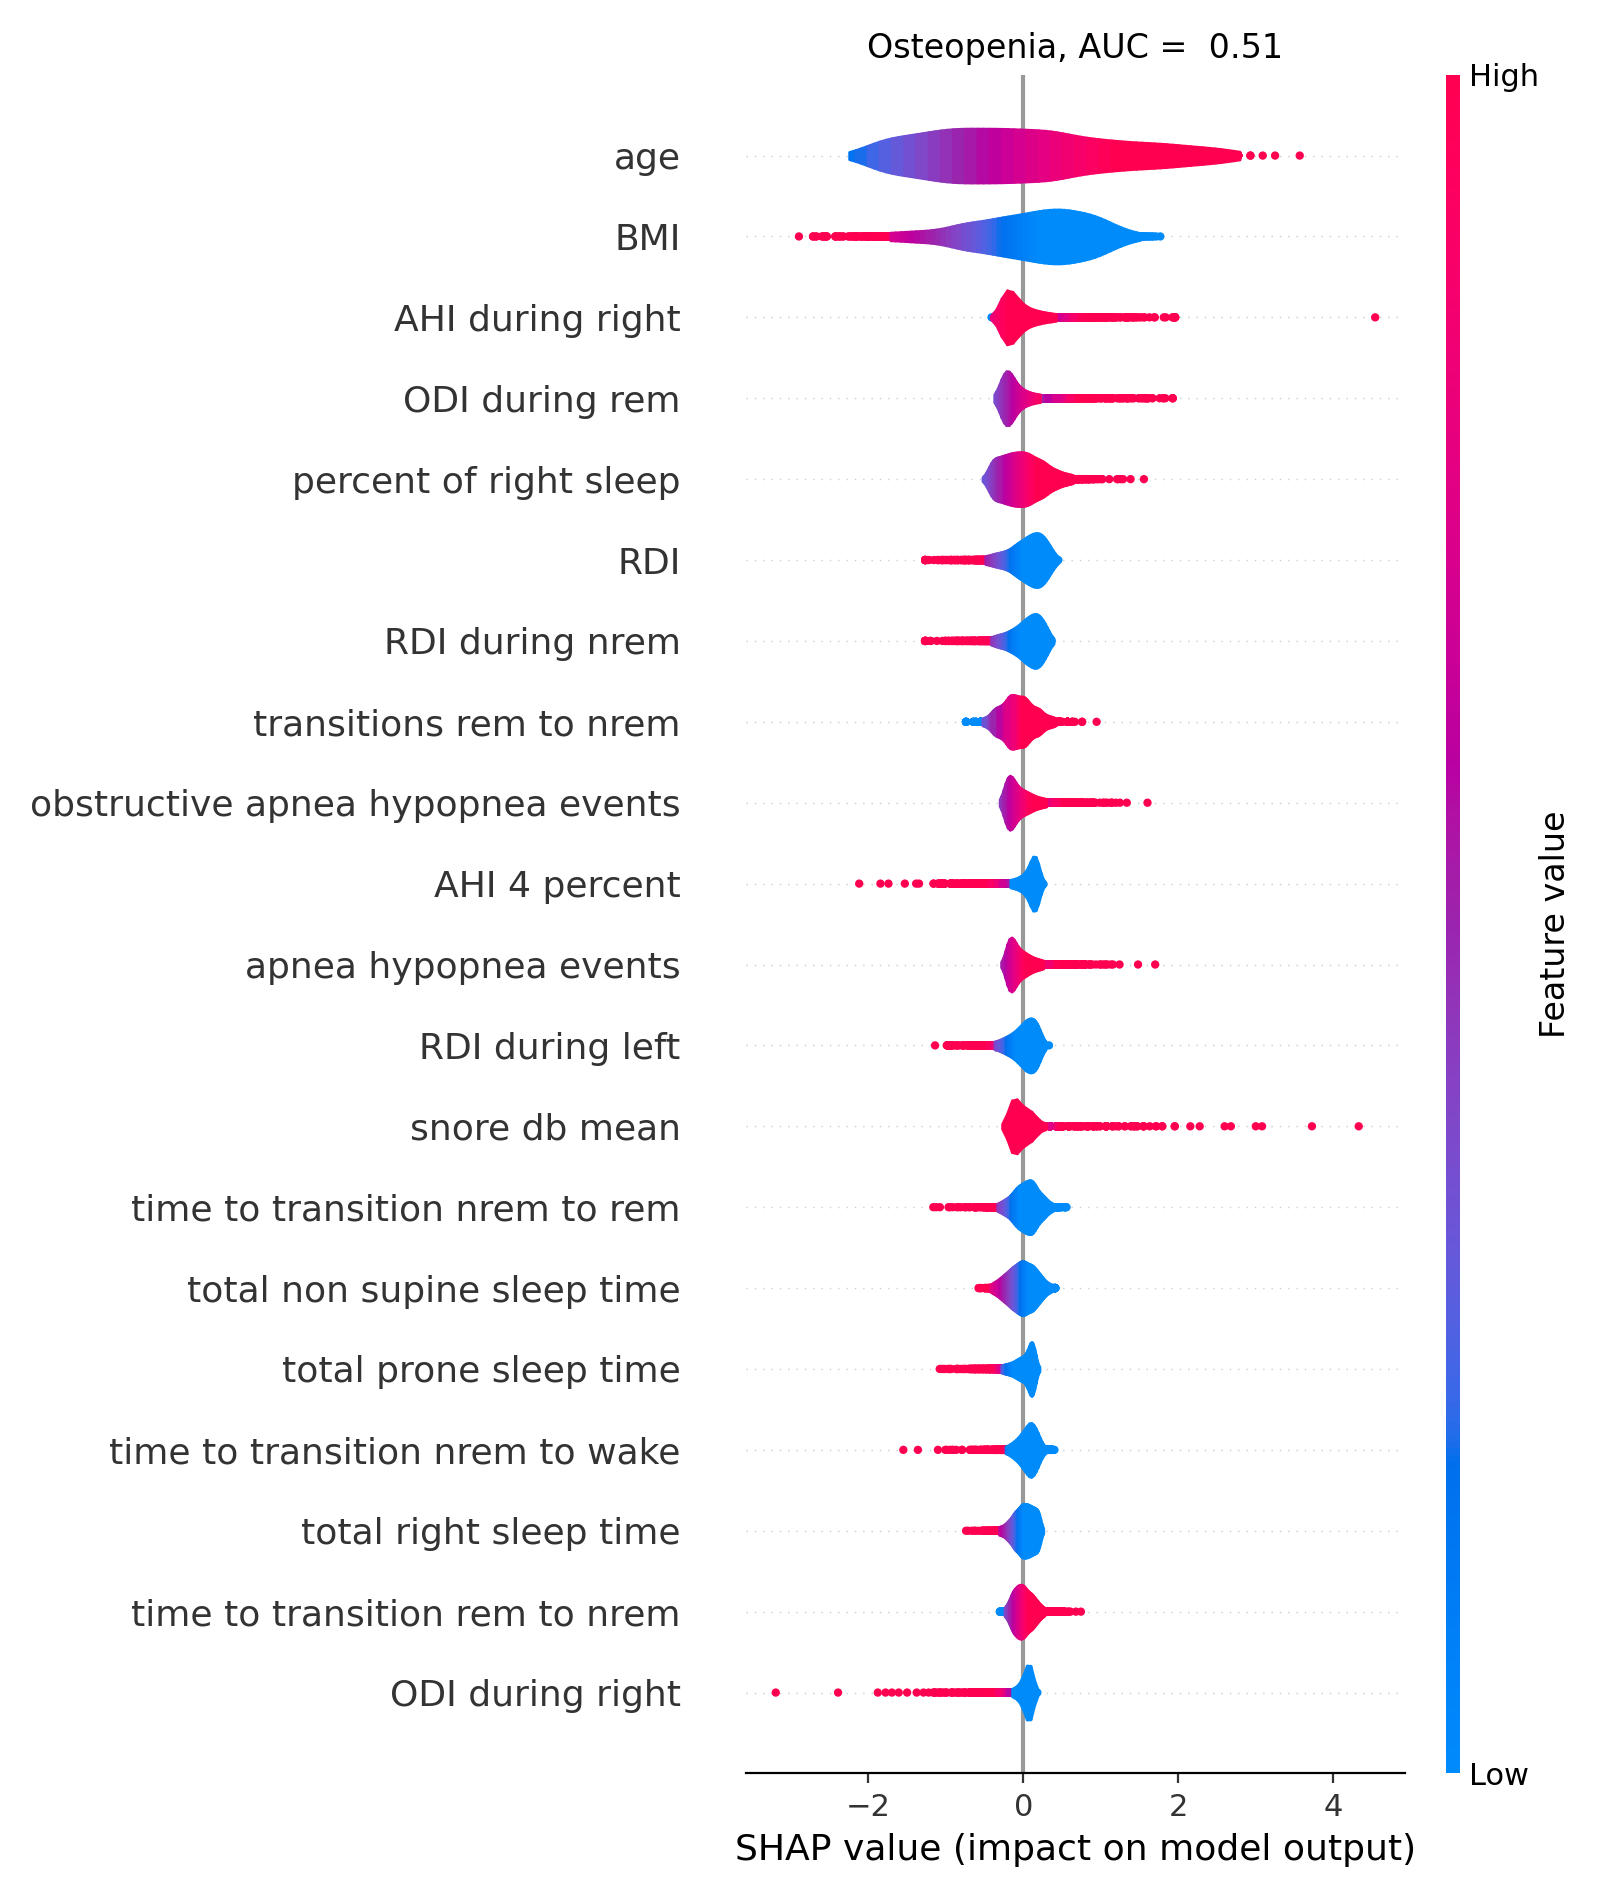 Osteopenia, AUC =  0.51
High
age
BMI
AHI during right
ODI during rem
percent of right sleep
RDI
RDI during nrem
transitions rem to nrem
obstructive apnea hypopnea events
AHI 4 percent
apnea hypopnea events
RDI during left
snore db mean
time to transition nrem to rem
total non supine sleep time
total prone sleep time
time to transition nrem to wake
total right sleep time
time to transition rem to nrem
ODI during right
Feature value
Low
−2 0 2 4
SHAP value (impact on model output)